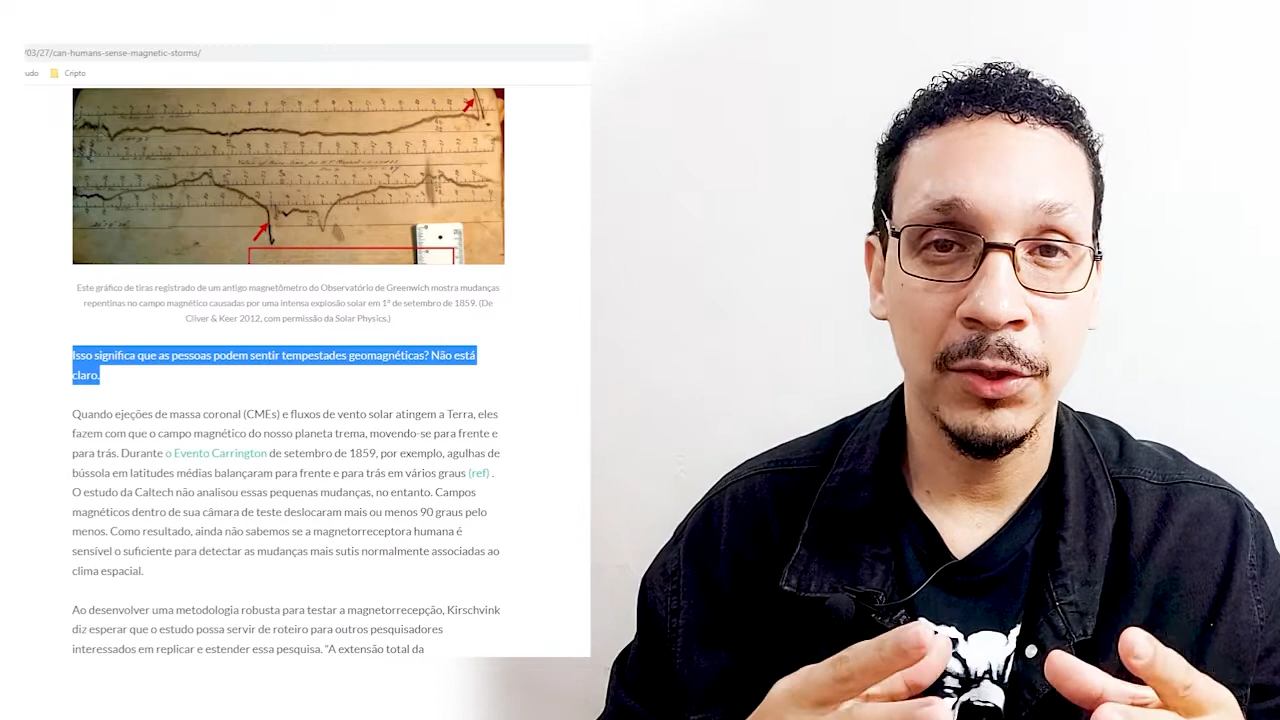 /03/27/can-humans-sense-magnetic-storms/
udo
Cripto
Este gráfico de tiras registrado de um antigo magnetômetro do Observatório de Greenwich mostra mudanças
repentinas no campo magnético causadas por uma intensa explosão solar em 1º de setembro de 1859. (De
Cliver & Keer 2012, com permissão da Solar Physics.)
Isso significa que as pessoas podem sentir tempestades geomagnéticas? Não está
claro.
Quando ejeções de massa coronal (CMEs) e fluxos de vento solar atingem a Terra, eles
fazem com que o campo magnético do nosso planeta trema, movendo-se para frente e
para trás. Durante o Evento Carrington de setembro de 1859, por exemplo, agulhas de
bússola em latitudes médias balançaram para frente e para trás em vários graus (ref) .
O estudo da Caltech não analisou essas pequenas mudanças, no entanto. Campos
magnéticos dentro de sua câmara de teste deslocaram mais ou menos 90 graus pelo
menos. Como resultado, ainda não sabemos se a magnetorreceptora humana é
sensível o suficiente para detectar as mudanças mais sutis normalmente associadas ao
clima espacial.
Ao desenvolver uma metodologia robusta para testar a magnetorrecepção, Kirschvink
diz esperar que o estudo possa servir de roteiro para outros pesquisadores
interessados em replicar e estender essa pesquisa. "A extensão total da